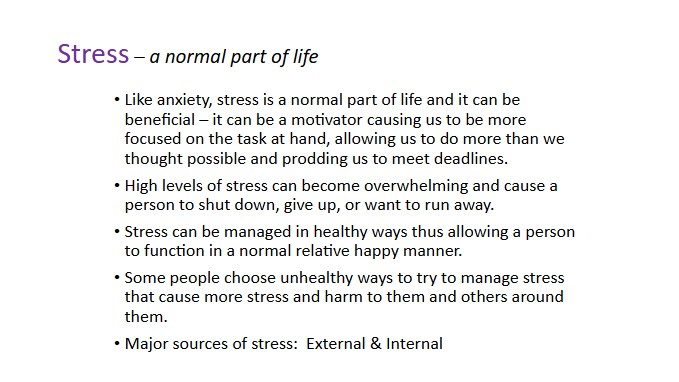 Stress – a normal part of life
• Like anxiety, stress is a normal part of life and it can be
beneficial – it can be a motivator causing us to be more
focused on the task at hand, allowing us to do more than we
thought possible and prodding us to meet deadlines.
• High levels of stress can become overwhelming and cause a
person to shut down, give up, or want to run away.
• Stress can be managed in healthy ways thus allowing a person
to function in a normal relative happy manner.
• Some people choose unhealthy ways to try to manage stress
that cause more stress and harm to them and others around
them.
• Major sources of stress:  External & Internal